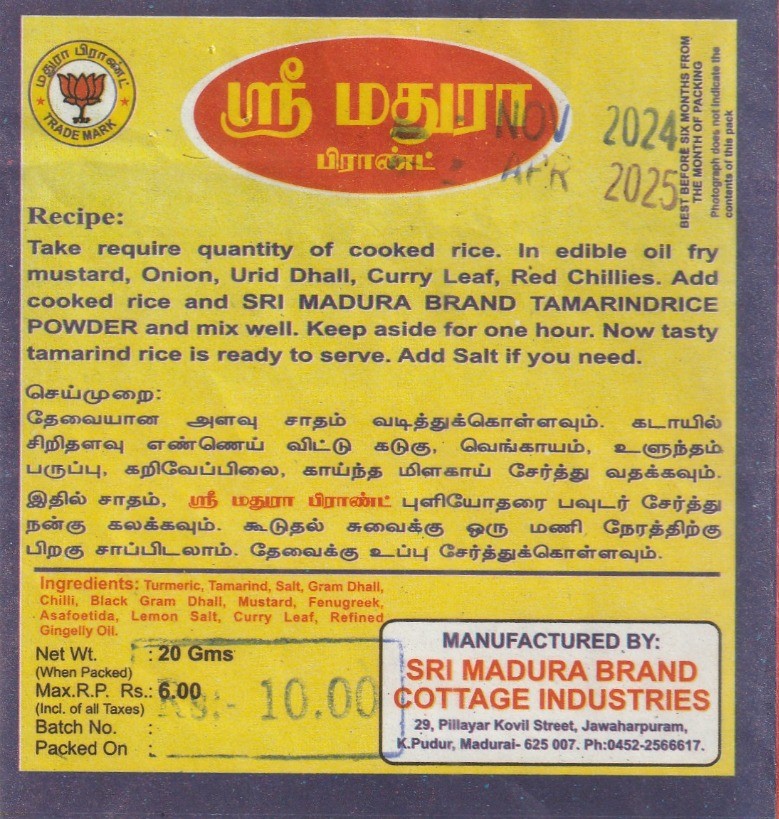 மதுரா பிராண்ட்
TRADE MARK
ஸ்ரீ மதுரா
பிராண்ட்
NOV 2024
APR 2025
BEST BEFORE SIX MONTHS FROM
THE MONTH OF PACKING
Photograph does not indicate the
contents of this pack
Recipe:
Take require quantity of cooked rice. In edible oil fry
mustard, Onion, Urid Dhall, Curry Leaf, Red Chillies. Add
cooked rice and SRI MADURA BRAND TAMARINDRICE
POWDER and mix well. Keep aside for one hour. Now tasty
tamarind rice is ready to serve. Add Salt if you need.
செய்முறை:
தேவையான அளவு சாதம் வடித்துக்கொள்ளவும். கடாயில்
சிறிதளவு எண்ணெய் விட்டு கடுகு, வெங்காயம், உளுந்தம்
பருப்பு, கறிவேப்பிலை, காய்ந்த மிளகாய் சேர்த்து வதக்கவும்.
இதில் சாதம், ஸ்ரீ மதுரா பிராண்ட் புளியோதரை பவுடர் சேர்த்து
நன்கு கலக்கவும். கூடுதல் சுவைக்கு ஒரு மணி நேரத்திற்கு
பிறகு சாப்பிடலாம். தேவைக்கு உப்பு சேர்த்துக்கொள்ளவும்.
Ingredients: Turmeric, Tamarind, Salt, Gram Dhall,
Chilli, Black Gram Dhall, Mustard, Fenugreek,
Asafoetida, Lemon Salt, Curry Leaf, Refined
Gingelly Oil.
Net Wt. : 20 Gms
(When Packed)
Max.R.P. Rs.: 6.00
(Incl. of all Taxes)
Rs:- 10.00
Batch No. :
Packed On :
MANUFACTURED BY:
SRI MADURA BRAND
COTTAGE INDUSTRIES
29, Pillayar Kovil Street, Jawaharpuram,
K.Pudur, Madurai- 625 007. Ph:0452-2566617.